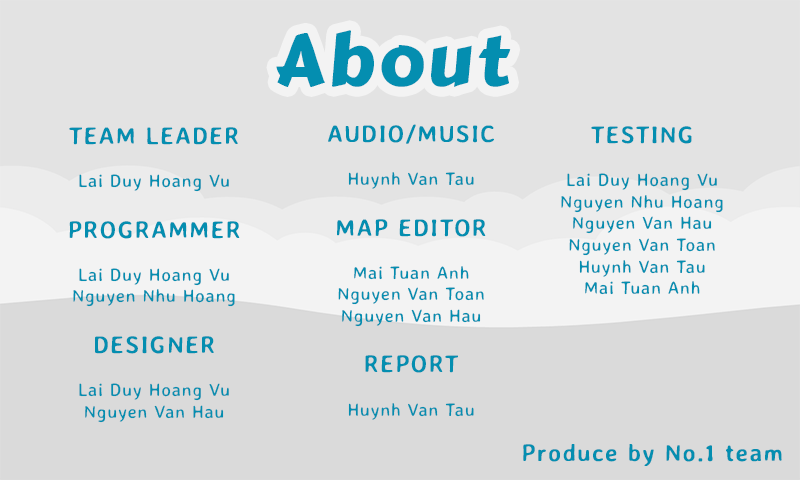 About
TEAM LEADER
Lai Duy Hoang Vu
PROGRAMMER
Lai Duy Hoang Vu
Nguyen Nhu Hoang
DESIGNER
Lai Duy Hoang Vu
Nguyen Van Hau
AUDIO/MUSIC
Huynh Van Tau
MAP EDITOR
Mai Tuan Anh
Nguyen Van Toan
Nguyen Van Hau
REPORT
Huynh Van Tau
TESTING
Lai Duy Hoang Vu
Nguyen Nhu Hoang
Nguyen Van Hau
Nguyen Van Toan
Huynh Van Tau
Mai Tuan Anh
Produce by No.1 team